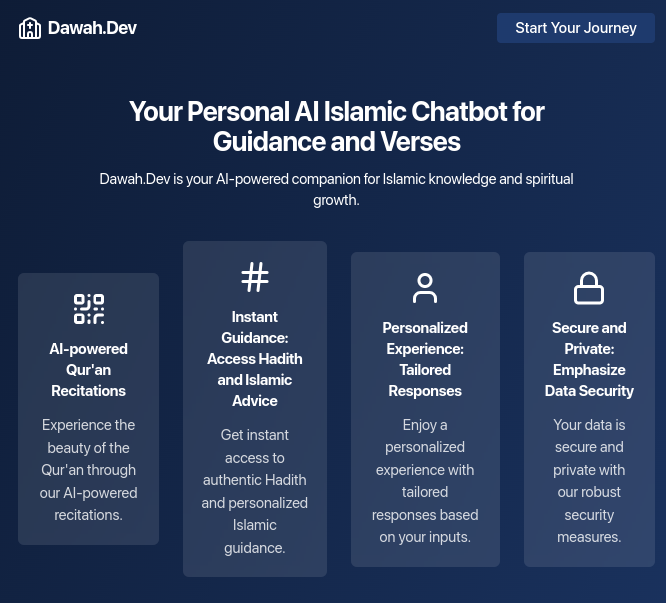 Dawah.Dev
Start Your Journey
Your Personal AI Islamic Chatbot for
Guidance and Verses
Dawah.Dev is your AI-powered companion for Islamic knowledge and spiritual
growth.
AI-powered
Qur'an
Recitations
Experience the
beauty of the
Qur'an through
our AI-powered
recitations.
Instant
Guidance:
Access Hadith
and Islamic
Advice
Get instant
access to
authentic Hadith
and personalized
Islamic
guidance.
Personalized
Experience:
Tailored
Responses
Enjoy a
personalized
experience with
tailored
responses based
on your inputs.
Secure and
Private:
Emphasize
Data Security
Your data is
secure and
private with
our robust
security
measures.